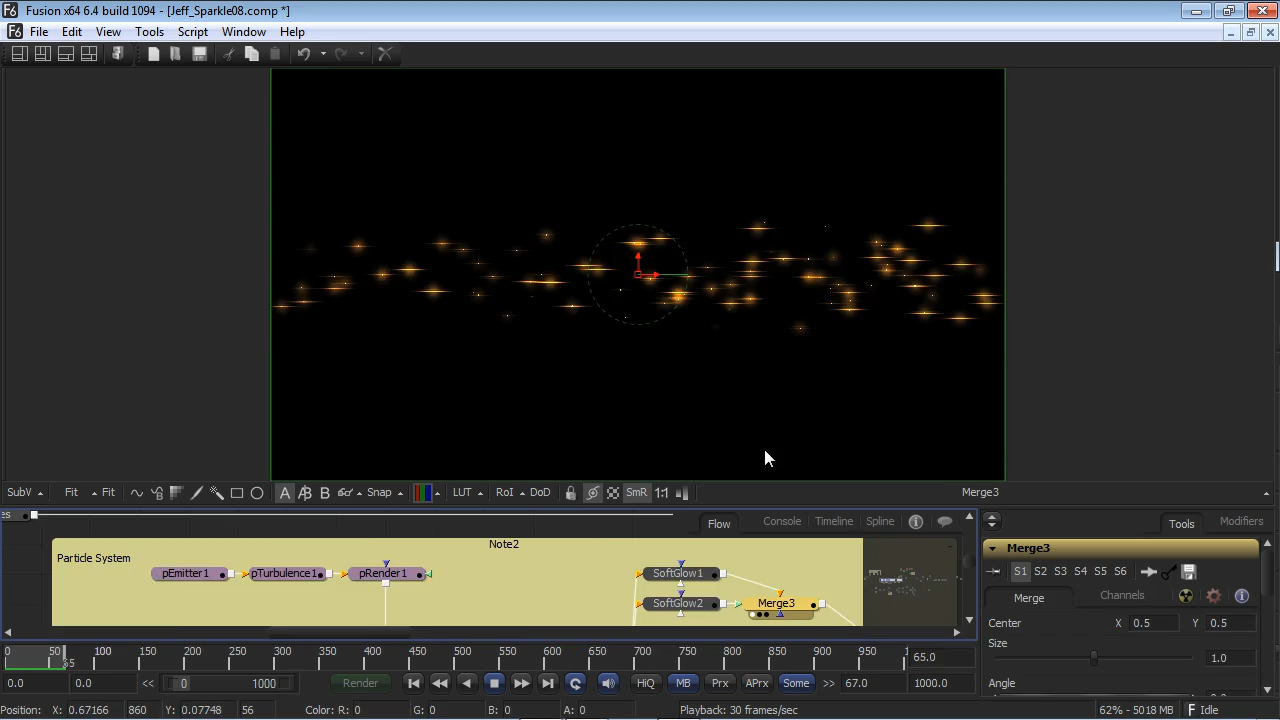 Fusion x64 6.4 build 1094 - [Jeff_Sparkle08.comp *]
File Edit View Tools Script Window Help
SubV Fit Fit A A B Snap LUT RoI DoD SmR 1:1 Merge3
es Flow Console Timeline Spline Tools Modifiers
Note2
Particle System
Merge3
pEmitter1 pTurbulence1 pRender1 SoftGlow1
S1 S2 S3 S4 S5 S6
SoftGlow2 Merge3
Merge Channels
Center X 0.5 Y 0.5
Size
1.0
Angle
0 50 100 150 200 250 300 350 400 450 500 550 600 650 700 750 800 850 900 950 65.0
65
0.0 0.0 << 0 1000 Render HiQ MB Prx APrx Some >> 67.0 1000.0
Position: X: 0.67166 860 Y: 0.07748 56 Color: R: 0 G: 0 B: 0 A: 0 Playback: 30 frames/sec 62% - 5018 MB Idle